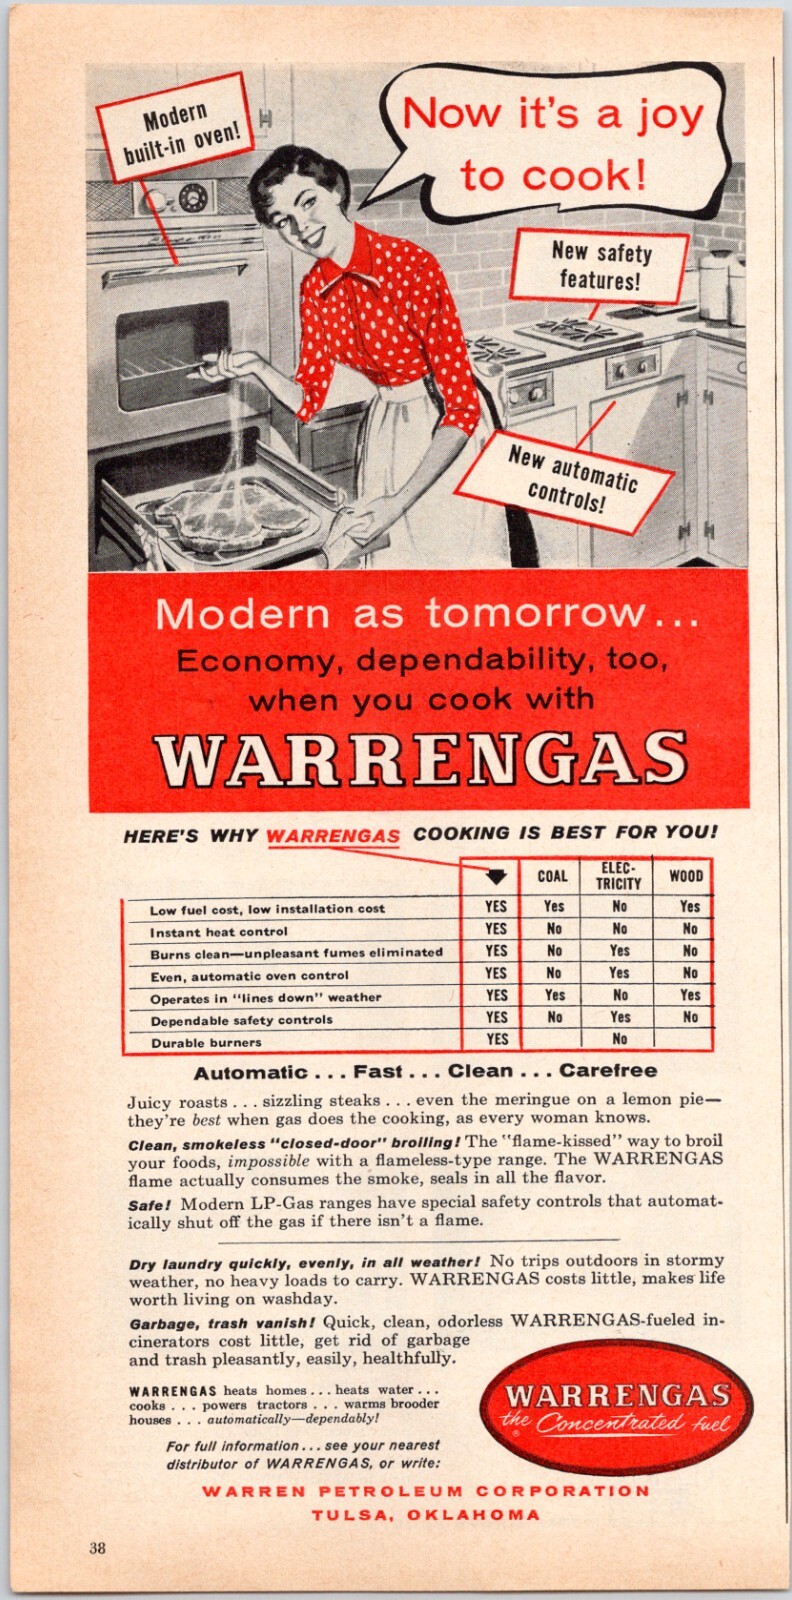 Modern
built-in oven!
Now it's a joy
to cook!
New safety
features!
New automatic
controls!
Modern as tomorrow...
Economy, dependability, too,
when you cook with
WARRENGAS
HERE'S WHY WARRENGAS COOKING IS BEST FOR YOU!
COAL ELEC-TRICITY WOOD
Low fuel cost, low installation cost YES Yes No Yes
Instant heat control YES No No No
Burns clean—unpleasant fumes eliminated YES No Yes No
Even, automatic oven control YES No Yes No
Operates in "lines down" weather YES Yes No Yes
Dependable safety controls YES No Yes No
Durable burners YES No
Automatic ... Fast ... Clean ... Carefree
Juicy roasts ... sizzling steaks ... even the meringue on a lemon pie—
they're best when gas does the cooking, as every woman knows.
Clean, smokeless "closed-door" broiling! The "flame-kissed" way to broil
your foods, impossible with a flameless-type range. The WARRENGAS
flame actually consumes the smoke, seals in all the flavor.
Safe! Modern LP-Gas ranges have special safety controls that automat-
ically shut off the gas if there isn't a flame.
Dry laundry quickly, evenly, in all weather! No trips outdoors in stormy
weather, no heavy loads to carry. WARRENGAS costs little, makes life
worth living on washday.
Garbage, trash vanish! Quick, clean, odorless WARRENGAS-fueled in-
cinerators cost little, get rid of garbage
and trash pleasantly, easily, healthfully.
WARRENGAS heats homes ... heats water ...
cooks ... powers tractors ... warms brooder
houses ... automatically—dependably!
For full information ... see your nearest
distributor of WARRENGAS, or write:
WARRENGAS
the Concentrated fuel
®
WARREN PETROLEUM CORPORATION
TULSA, OKLAHOMA
38